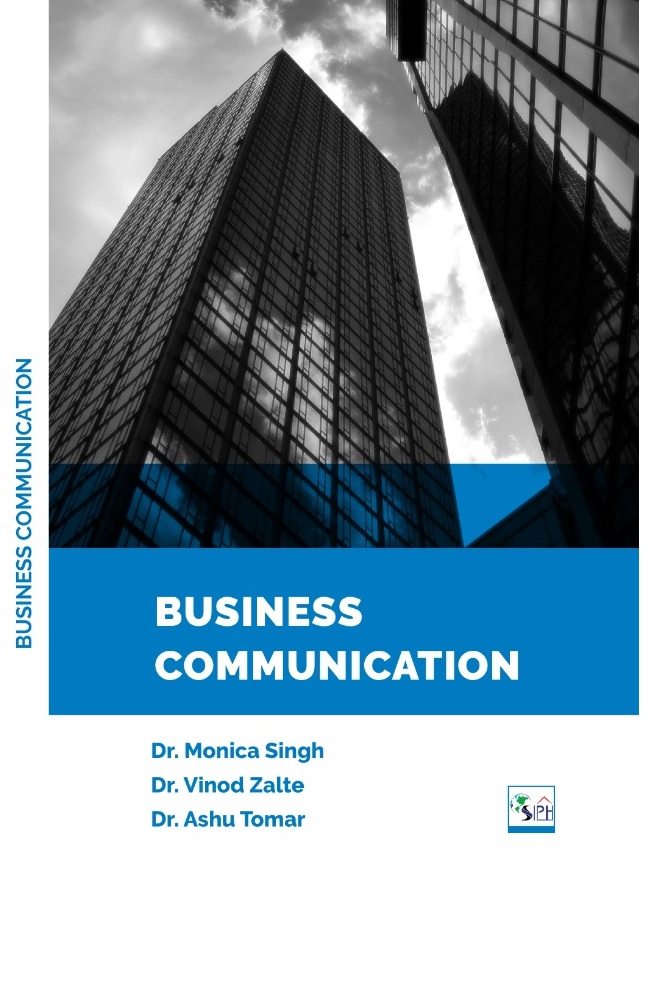 BUSINESS COMMUNICATION
BUSINESS
COMMUNICATION
Dr. Monica Singh
Dr. Vinod Zalte
Dr. Ashu Tomar
SIPH